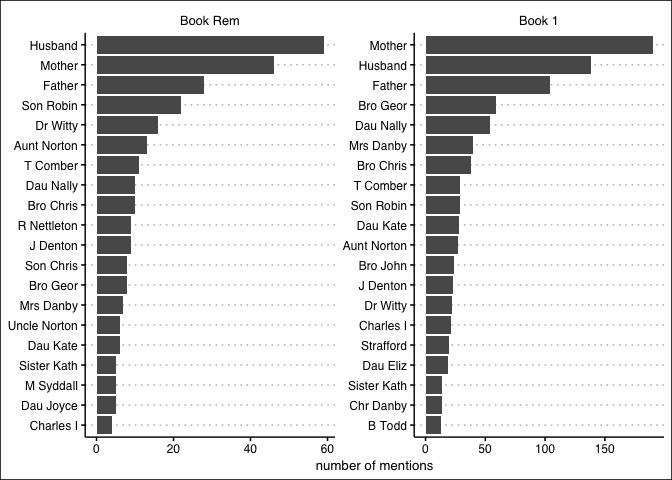 Book Rem
Husband
Mother
Father
Son Robin
Dr Witty
Aunt Norton
T Comber
Dau Nally
Bro Chris
R Nettleton
J Denton
Son Chris
Bro Geor
Mrs Danby
Uncle Norton
Dau Kate
Sister Kath
M Syddall
Dau Joyce
Charles I
0 20 40 60
Book 1
Mother
Husband
Father
Bro Geor
Dau Nally
Mrs Danby
Bro Chris
T Comber
Son Robin
Dau Kate
Aunt Norton
Bro John
J Denton
Dr Witty
Charles I
Strafford
Dau Eliz
Sister Kath
Chr Danby
B Todd
0 50 100 150
number of mentions